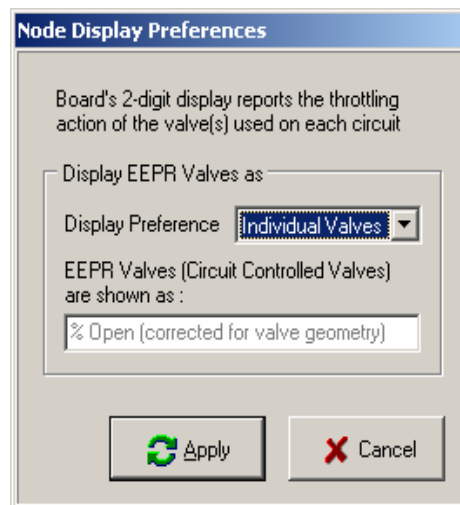 Node Display Preferences
Board's 2-digit display reports the throttling
action of the valve(s) used on each circuit
Display EEPR Valves as
Display Preference Individual Valves
EEPR Valves (Circuit Controlled Valves)
are shown as :
% Open (corrected for valve geometry)
Apply Cancel